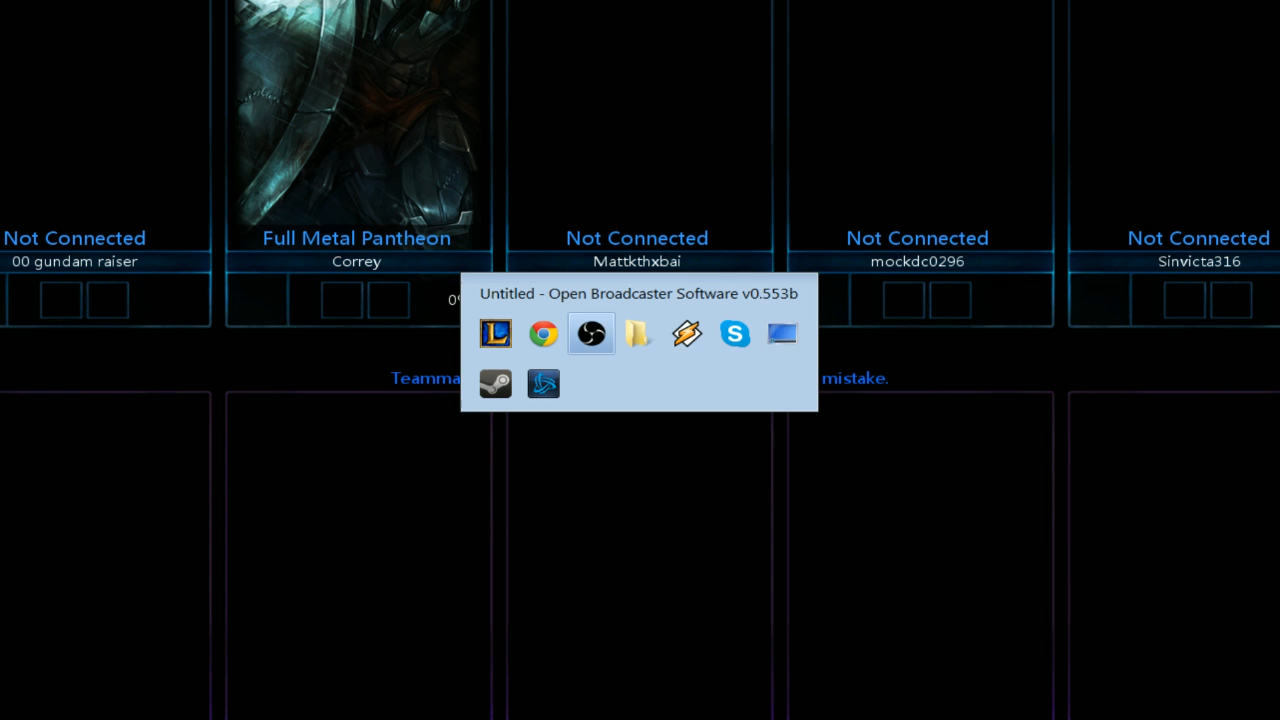 Not Connected
Full Metal Pantheon
Not Connected
Not Connected
Not Connected
00 gundam raiser
Correy
Mattkthxbai
mockdc0296
Sinvicta316
Untitled - Open Broadcaster Software v0.553b
mistake.